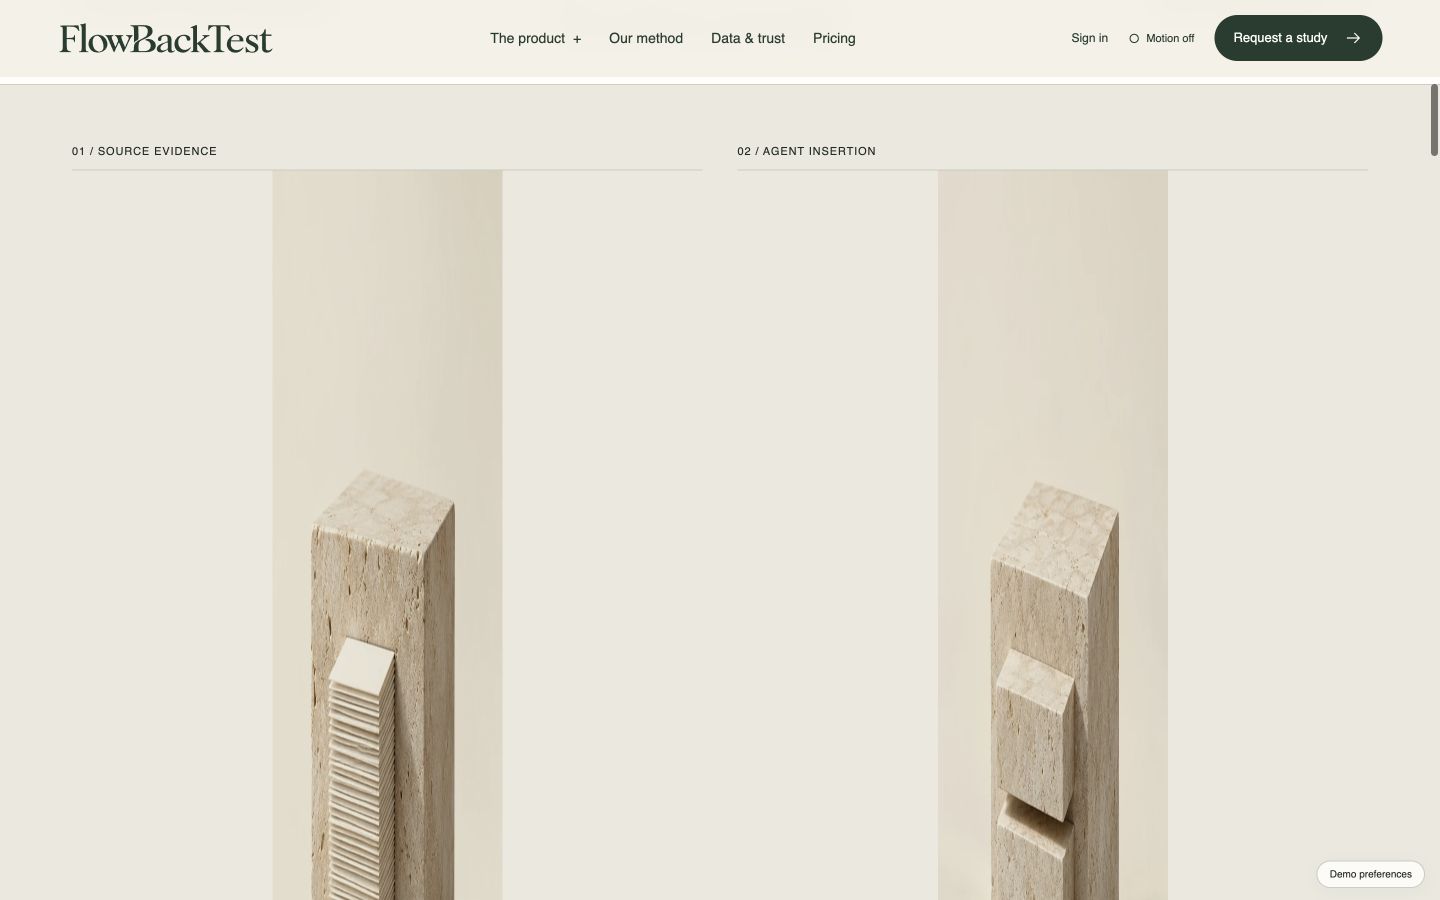 FlowBackTest
The product +
Our method
Data & trust
Pricing
Sign in
Motion off
Request a study →
01 / SOURCE EVIDENCE
02 / AGENT INSERTION
Demo preferences